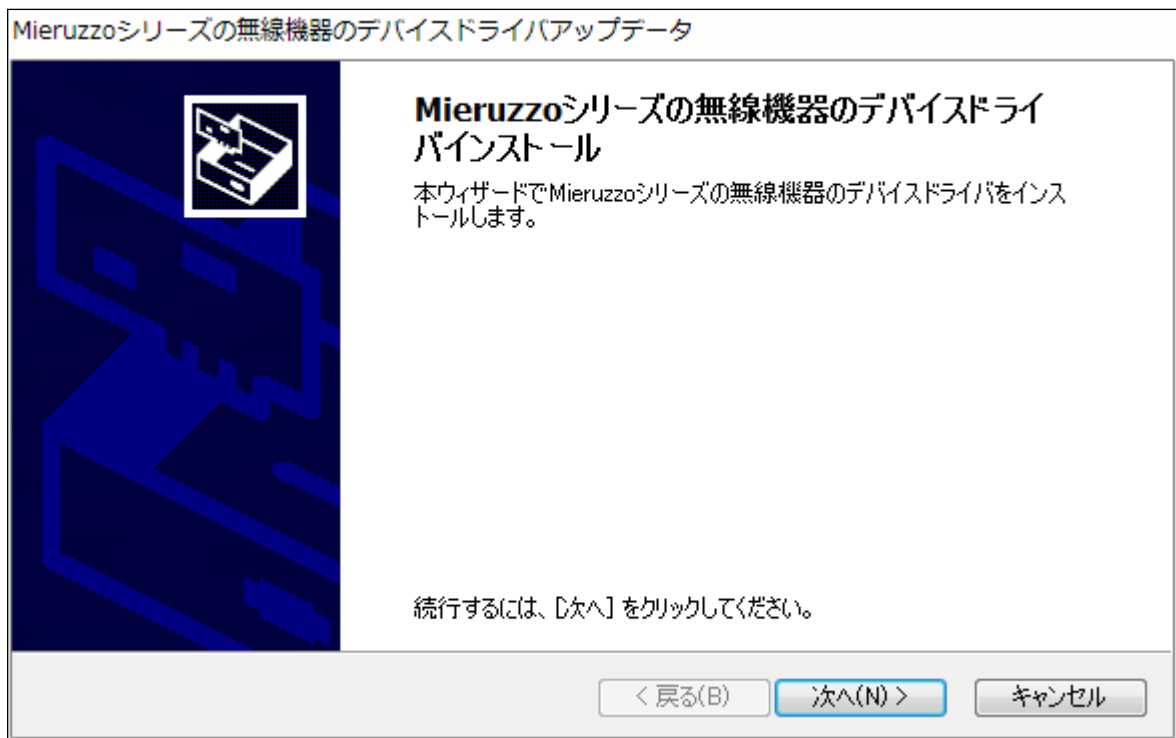 Mieruzzoシリーズの無線機器のデバイスドライバアップデータ
Mieruzzoシリーズの無線機器のデバイスドライ
バインストール
本ウィザードでMieruzzoシリーズの無線機器のデバイスドライバをインス
トールします。
続行するには、[次へ] をクリックしてください。
< 戻る(B)
次へ(N) >
キャンセル